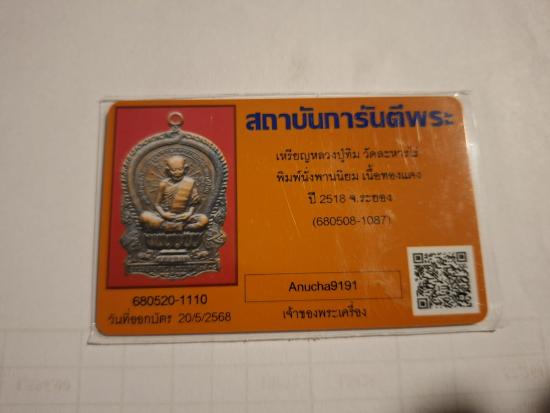 สถาบันการันตีพระ
เหรียญหลวงปู่ทิม วัดละหารไร่
พิมพ์นั่งพานนิยม เนื้อทองแดง
ปี 2518 จ.ระยอง
(680508-1087)
Anucha9191
เจ้าของพระเครื่อง
680520-1110
วันที่ออกบัตร 20/5/2568